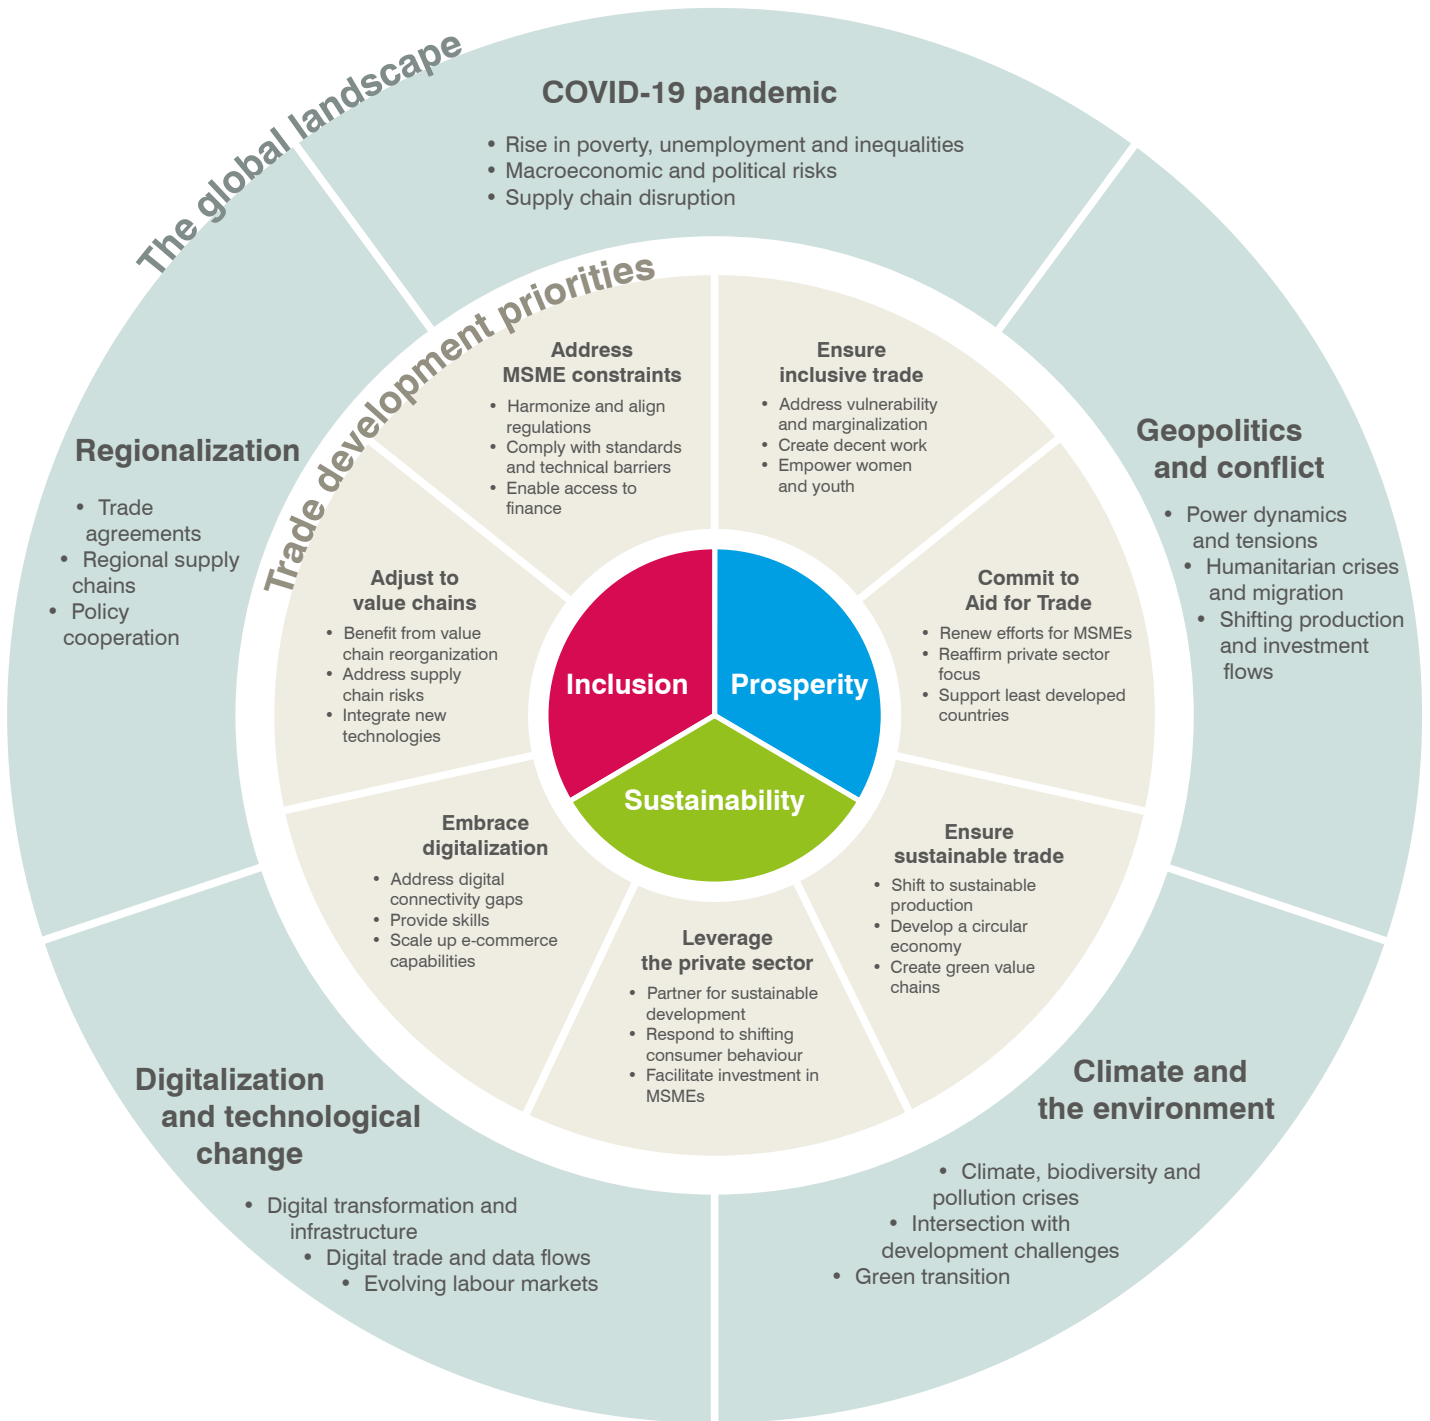 The global landscape
COVID-19 pandemic
• Rise in poverty, unemployment and inequalities
• Macroeconomic and political risks
• Supply chain disruption
Geopolitics
and conflict
• Power dynamics
and tensions
• Humanitarian crises
and migration
• Shifting production
and investment
flows
Climate and
the environment
• Climate, biodiversity and
pollution crises
• Intersection with
development challenges
• Green transition
Digitalization
and technological
change
• Digital transformation and
infrastructure
• Digital trade and data flows
• Evolving labour markets
Regionalization
• Trade
agreements
• Regional supply
chains
• Policy
cooperation
Trade development priorities
Address
MSME constraints
• Harmonize and align
regulations
• Comply with standards
and technical barriers
• Enable access to
finance
Ensure
inclusive trade
• Address vulnerability
and marginalization
• Create decent work
• Empower women
and youth
Commit to
Aid for Trade
• Renew efforts for MSMEs
• Reaffirm private sector
focus
• Support least developed
countries
Ensure
sustainable trade
• Shift to sustainable
production
• Develop a circular
economy
• Create green value
chains
Leverage
the private sector
• Partner for sustainable
development
• Respond to shifting
consumer behaviour
• Facilitate investment in
MSMEs
Embrace
digitalization
• Address digital
connectivity gaps
• Provide skills
• Scale up e-commerce
capabilities
Adjust to
value chains
• Benefit from value
chain reorganization
• Address supply
chain risks
• Integrate new
technologies
Inclusion
Prosperity
Sustainability